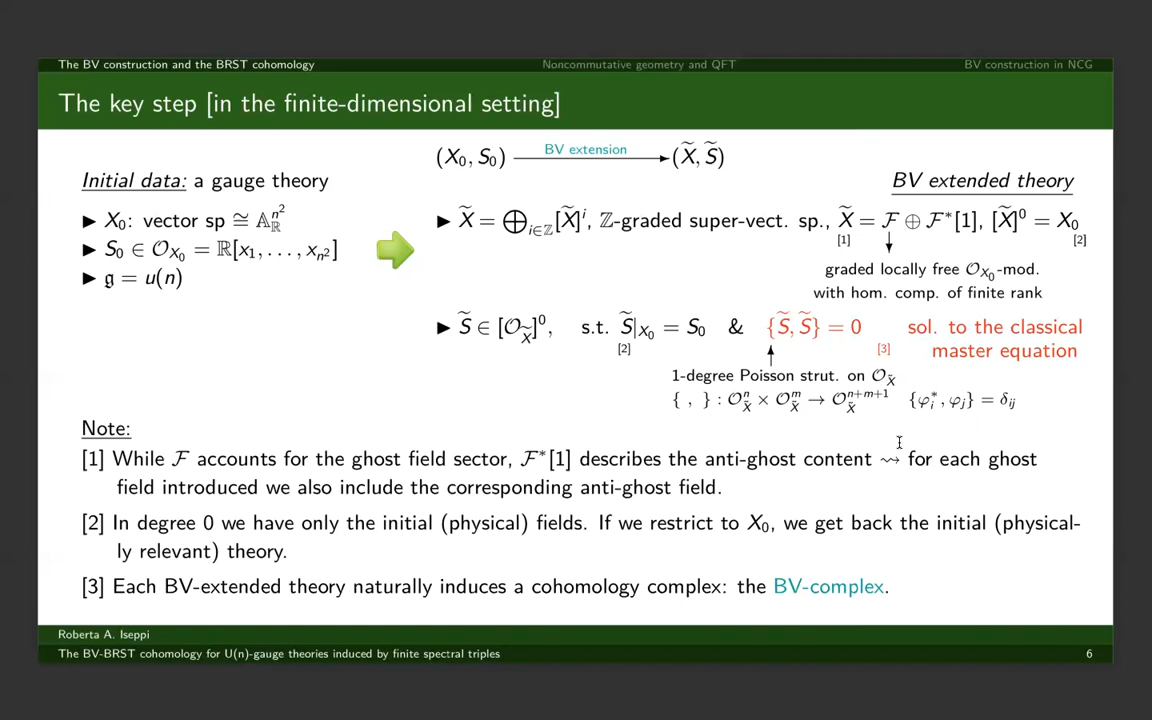 The BV construction and the BRST cohomology Noncommutative geometry and QFT BV construction in NCG
The key step [in the finite-dimensional setting]
(X₀, S₀) BV extension (X̃, S̃)
Initial data: a gauge theory
▶ X₀: vector sp ≅ 𝔸_ℝ^{n²}
▶ S₀ ∈ 𝒪_{X₀} = ℝ[x₁, . . . , x_{n²}]
▶ 𝔤 = u(n)
BV extended theory
▶ X̃ = ⊕_{i∈ℤ}[X̃]^i, ℤ-graded super-vect. sp., X̃ = ℱ ⊕ ℱ*[1], [X̃]⁰ = X₀
[1] [2]
graded locally free 𝒪_{X₀}-mod.
with hom. comp. of finite rank
▶ S̃ ∈ [𝒪_{X̃}]⁰, s.t. S̃|_{X₀} = S₀ & {S̃, S̃} = 0 sol. to the classical
[2] [3] master equation
1-degree Poisson strut. on 𝒪_{X̃}
{ , } : 𝒪^n_{X̃} × 𝒪^m_{X̃} → 𝒪^{n+m+1}_{X̃} {φ_i^*, φ_j} = δ_{ij}
Note:
[1] While ℱ accounts for the ghost field sector, ℱ*[1] describes the anti-ghost content ⇝ for each ghost
field introduced we also include the corresponding anti-ghost field.
[2] In degree 0 we have only the initial (physical) fields. If we restrict to X₀, we get back the initial (physical-
ly relevant) theory.
[3] Each BV-extended theory naturally induces a cohomology complex: the BV-complex.
Roberta A. Iseppi
The BV-BRST cohomology for U(n)-gauge theories induced by finite spectral triples 6